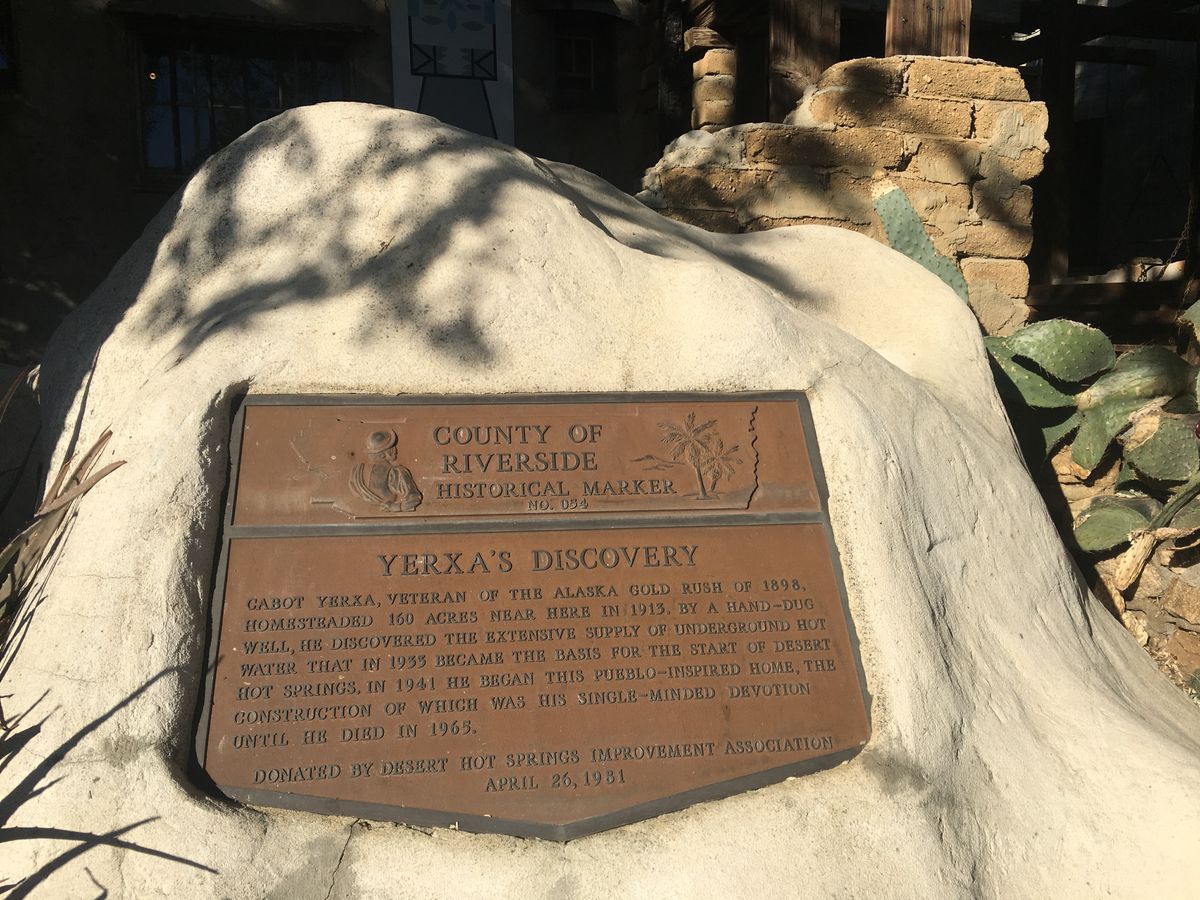 COUNTY OF
RIVERSIDE
HISTORICAL MARKER
NO. 054
YERXA'S DISCOVERY
CABOT YERXA, VETERAN OF THE ALASKA GOLD RUSH OF 1898,
HOMESTEADED 160 ACRES NEAR HERE IN 1913. BY A HAND-DUG
WELL, HE DISCOVERED THE EXTENSIVE SUPPLY OF UNDERGROUND HOT
WATER THAT IN 1933 BECAME THE BASIS FOR THE START OF DESERT
HOT SPRINGS. IN 1941 HE BEGAN THIS PUEBLO-INSPIRED HOME, THE
CONSTRUCTION OF WHICH WAS HIS SINGLE-MINDED DEVOTION
UNTIL HE DIED IN 1965.
DONATED BY DESERT HOT SPRINGS IMPROVEMENT ASSOCIATION
APRIL 26, 1981